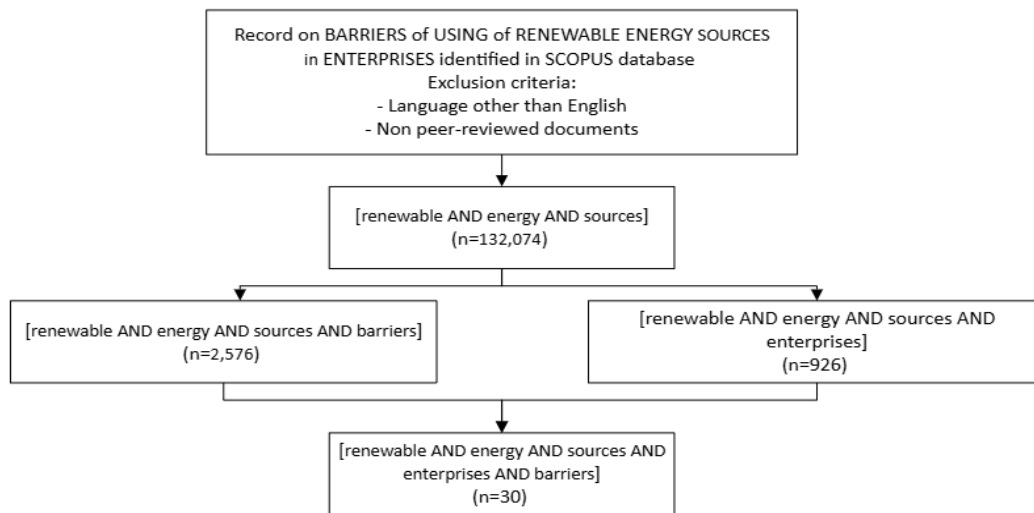 Record on BARRIERS of USING of RENEWABLE ENERGY SOURCES
in ENTERPRISES identified in SCOPUS database
Exclusion criteria:
- Language other than English
- Non peer-reviewed documents
[renewable AND energy AND sources]
(n=132,074)
[renewable AND energy AND sources AND barriers]
(n=2,576)
[renewable AND energy AND sources AND
enterprises]
(n=926)
[renewable AND energy AND sources AND
enterprises AND barriers]
(n=30)